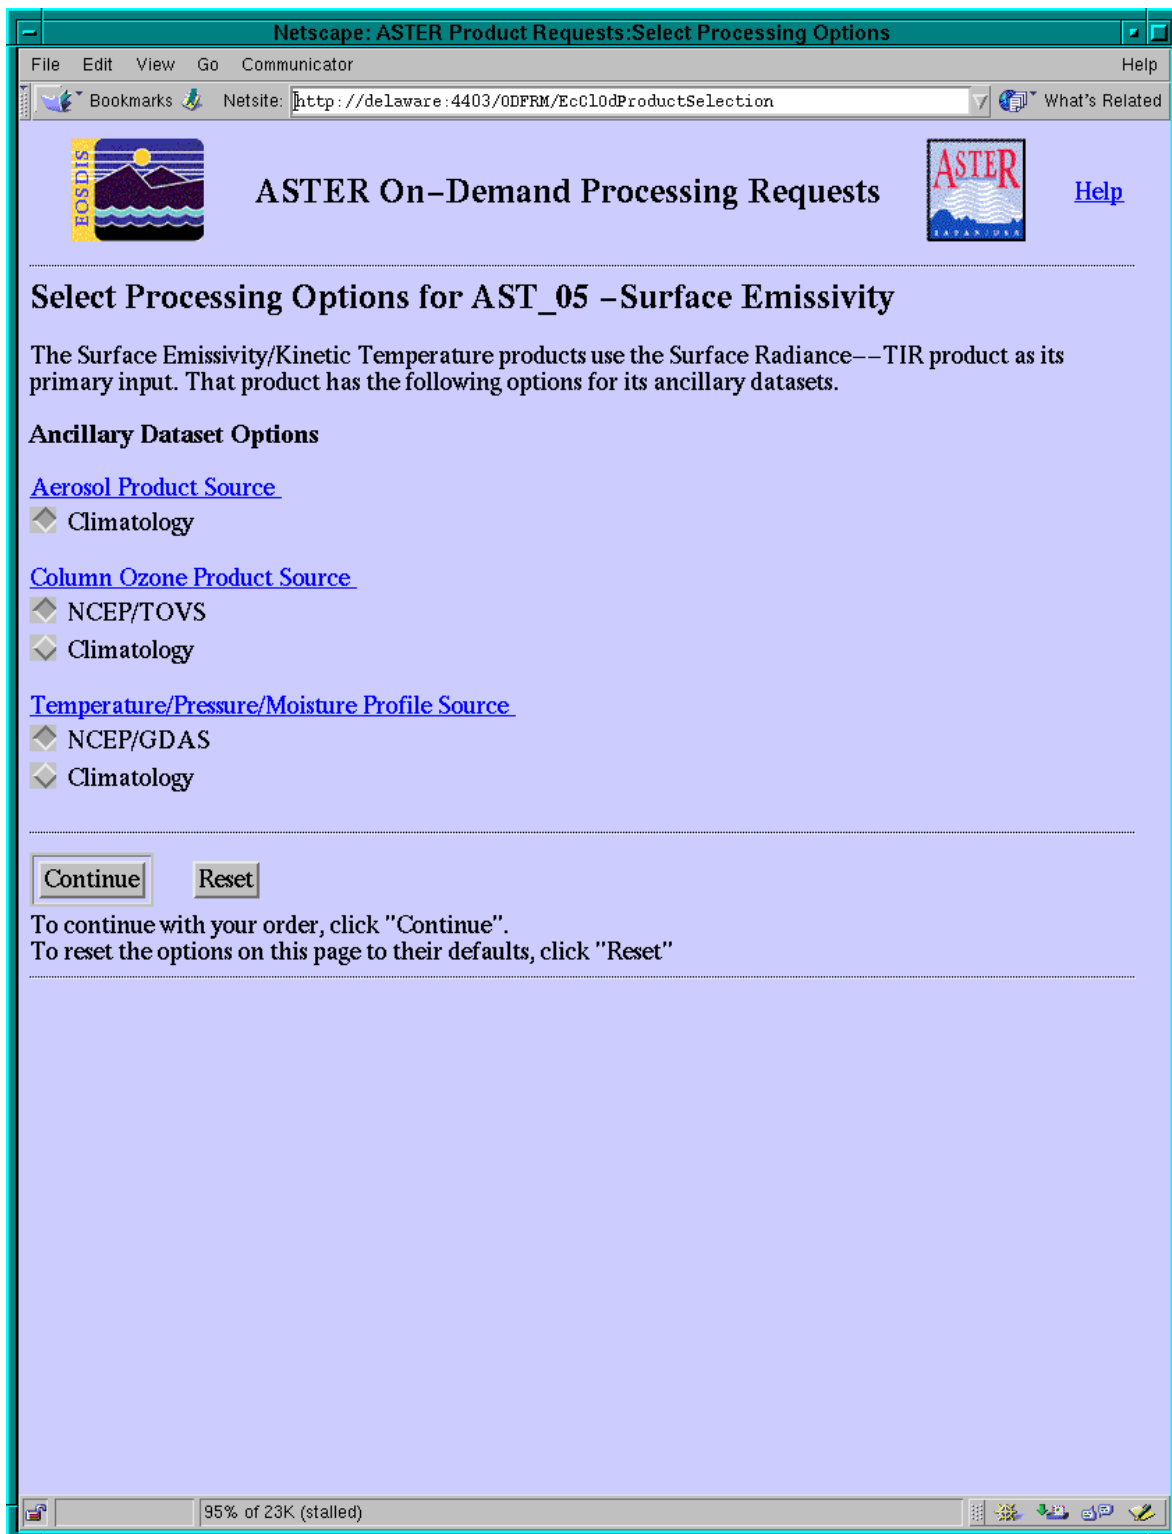 Netscape: ASTER Product Requests:Select Processing Options
File Edit View Go Communicator Help
Bookmarks Netsite: http://delaware:4403/ODFRM/EcClOdProductSelection What's Related
EOSDIS
ASTER On-Demand Processing Requests
ASTER
JAPAN/USA
Help
Select Processing Options for AST_05 -Surface Emissivity
The Surface Emissivity/Kinetic Temperature products use the Surface Radiance--TIR product as its
primary input. That product has the following options for its ancillary datasets.
Ancillary Dataset Options
Aerosol Product Source
Climatology
Column Ozone Product Source
NCEP/TOVS
Climatology
Temperature/Pressure/Moisture Profile Source
NCEP/GDAS
Climatology
Continue Reset
To continue with your order, click "Continue".
To reset the options on this page to their defaults, click "Reset"
95% of 23K (stalled)